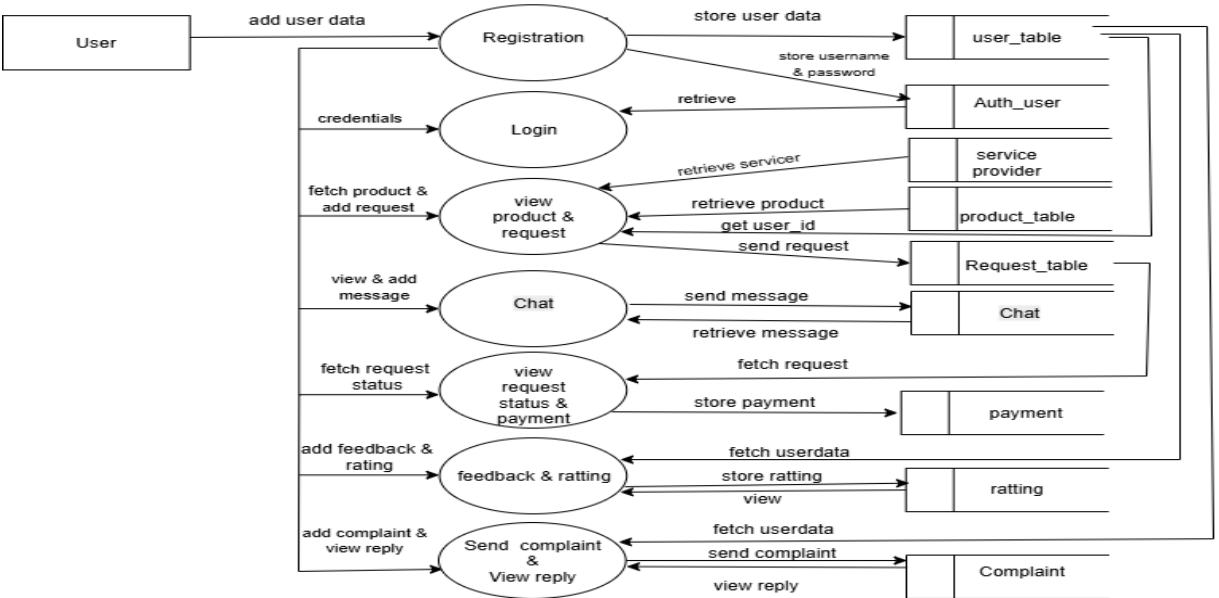 add user data
store user data
User
Registration
user_table
store username
& password
retrieve
Auth_user
credentials
Login
service
provider
retrieve servicer
fetch product &
add request
view
product &
request
retrieve product
product_table
get user_id
send request
Request_table
view & add
message
Chat
send message
Chat
retrieve message
fetch request
status
view
request
status &
payment
fetch request
store payment
payment
add feedback &
rating
feedback & ratting
fetch userdata
store ratting
view
ratting
add complaint &
view reply
Send complaint
&
View reply
fetch userdata
send complaint
view reply
Complaint